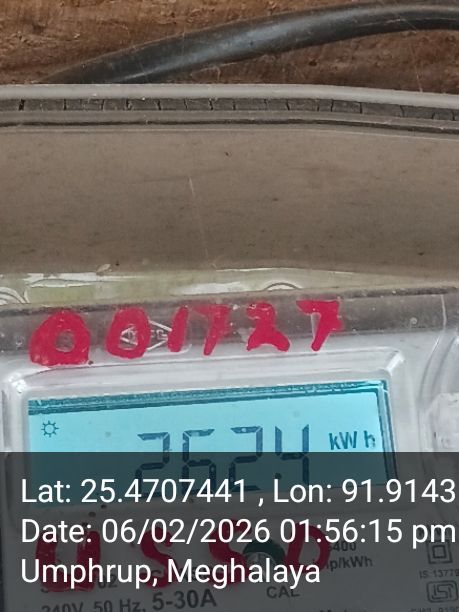 001727
2624 kWh
Lat: 25.4707441 , Lon: 91.9143
Date: 06/02/2026 01:56:15 pm
Umphrup, Meghalaya
240V, 50 Hz, 5-30A
CAL